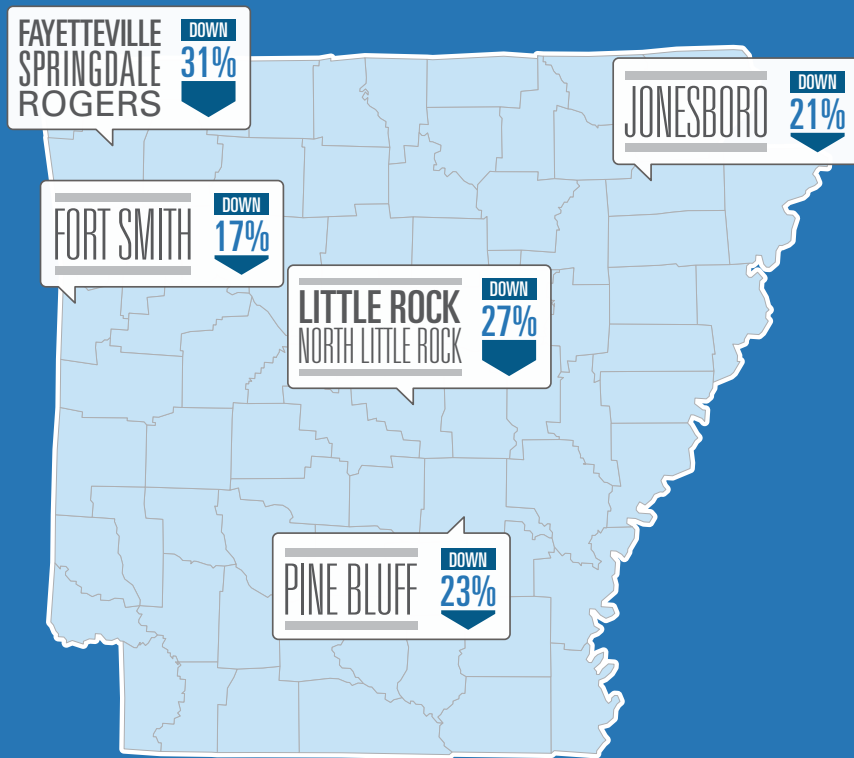 FAYETTEVILLE
SPRINGDALE
ROGERS
DOWN
31%
JONESBORO
DOWN
21%
FORT SMITH
DOWN
17%
LITTLE ROCK
NORTH LITTLE ROCK
DOWN
27%
PINE BLUFF
DOWN
23%